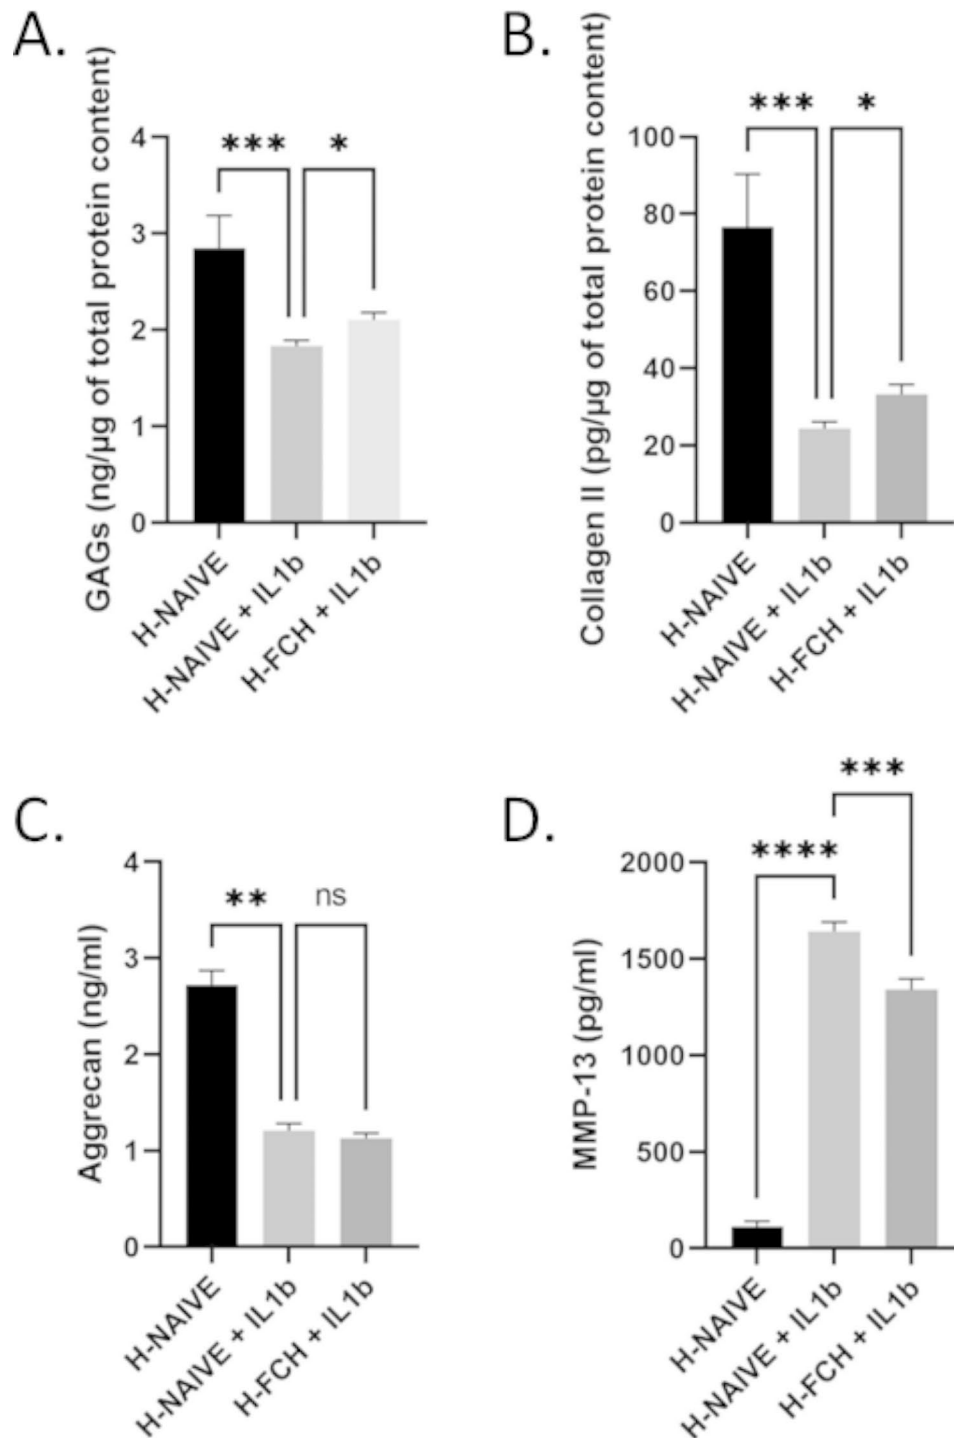 A.
GAGs (ng/µg of total protein content)
*** *
4
3
2
1
0
H-NAIVE
H-NAIVE + IL1b
H-FCH + IL1b
B.
Collagen II (pg/µg of total protein content)
*** *
100
80
60
40
20
0
H-NAIVE
H-NAIVE + IL1b
H-FCH + IL1b
C.
Aggrecan (ng/ml)
** ns
4
3
2
1
0
H-NAIVE
H-NAIVE + IL1b
H-FCH + IL1b
D.
MMP-13 (pg/ml)
***
****
2000
1500
1000
500
0
H-NAIVE
H-NAIVE + IL1b
H-FCH + IL1b